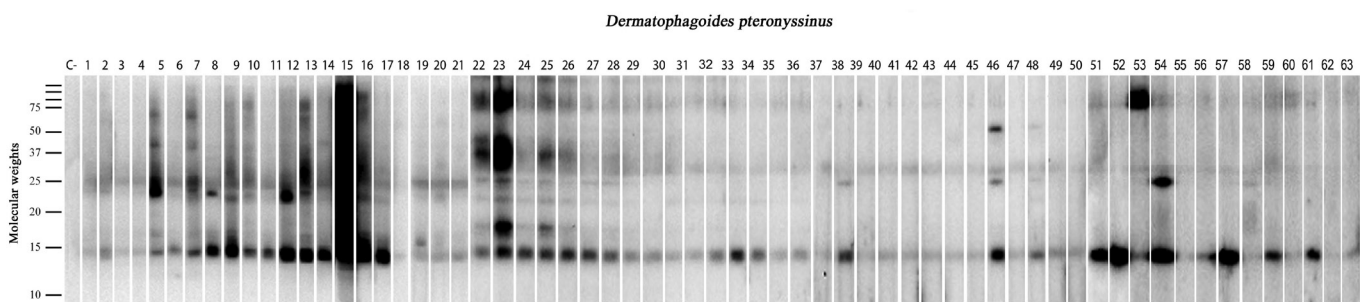 Dermatophagoides pteronyssinus
C- 1 2 3 4 5 6 7 8 9 10 11 12 13 14 15 16 17 18 19 20 21 22 23 24 25 26 27 28 29 30 31 32 33 34 35 36 37 38 39 40 41 42 43 44 45 46 47 48 49 50 51 52 53 54 55 56 57 58 59 60 61 62 63
75
50
37
25
20
15
10
Molecular weights